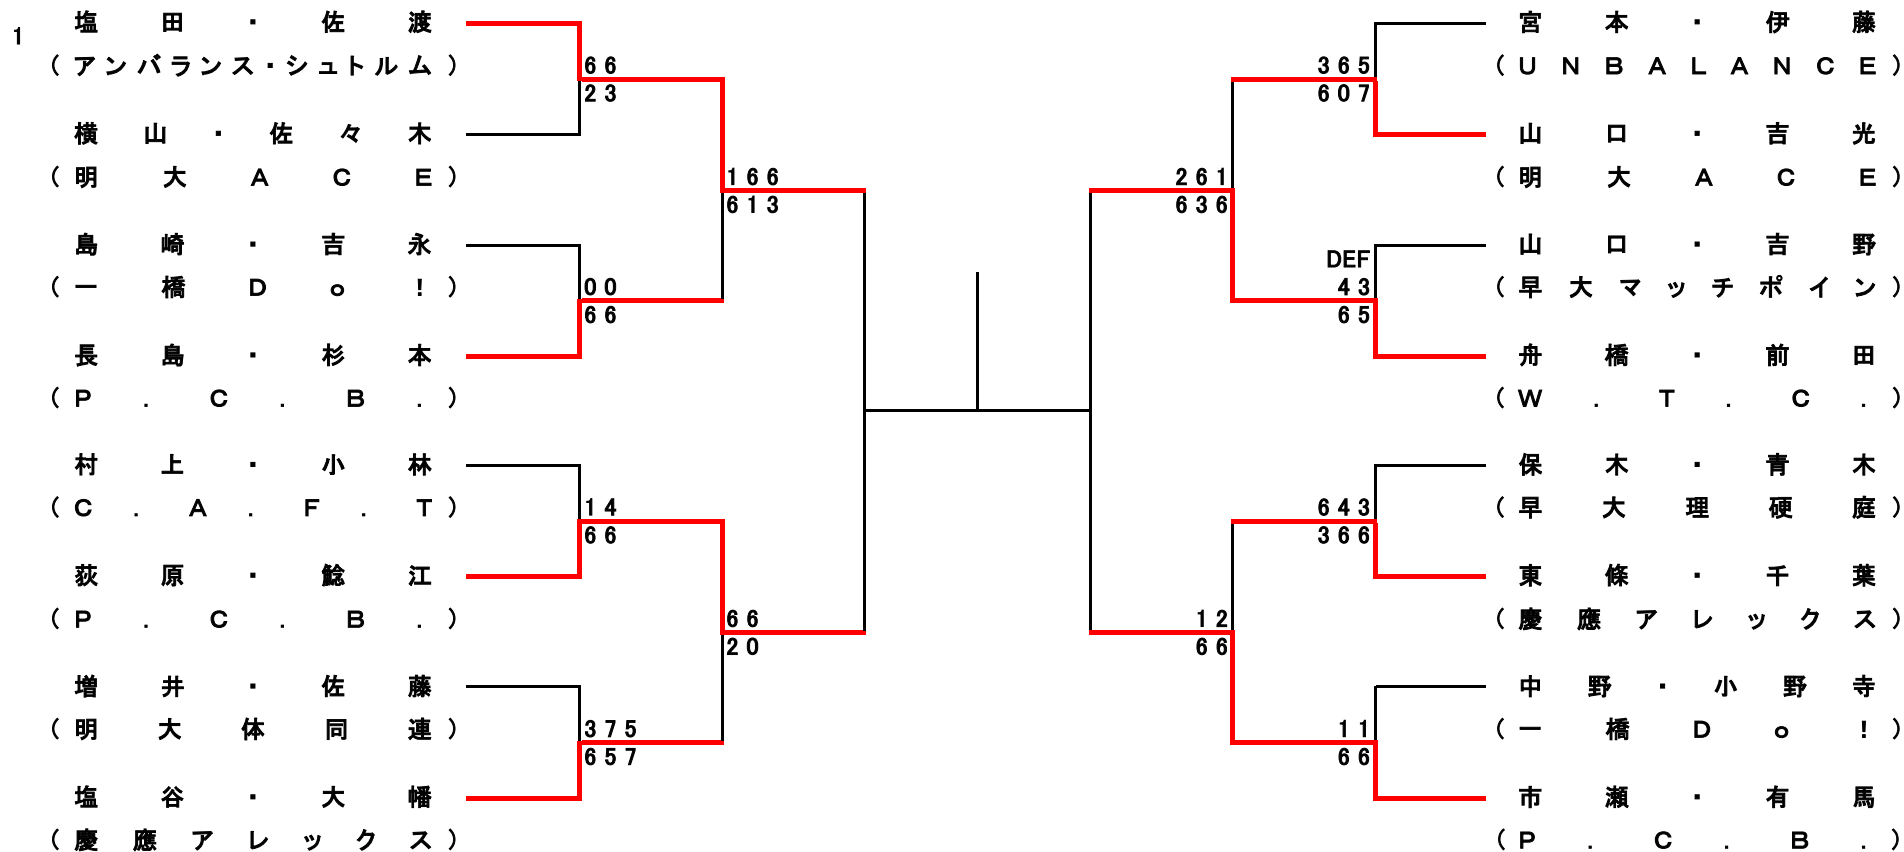 1
塩田・佐渡
(アンバランス・シュトルム)
66
23
横山・佐々木
(明大ACE)
166
613
島崎・吉永
(一橋Do!)
00
66
長島・杉本
(P.C.B.)
村上・小林
(C.A.F.T)
14
66
荻原・鯰江
(P.C.B.)
66
20
増井・佐藤
(明大体同連)
375
657
塩谷・大幡
(慶應アレックス)
宮本・伊藤
(UNBALANCE)
365
607
山口・吉光
(明大ACE)
261
636
山口・吉野
DEF
(早大マッチポイン)
43
65
舟橋・前田
(W.T.C.)
保木・青木
(早大理硬庭)
643
366
東條・千葉
(慶應アレックス)
12
66
中野・小野寺
(一橋Do!)
11
66
市瀬・有馬
(P.C.B.)